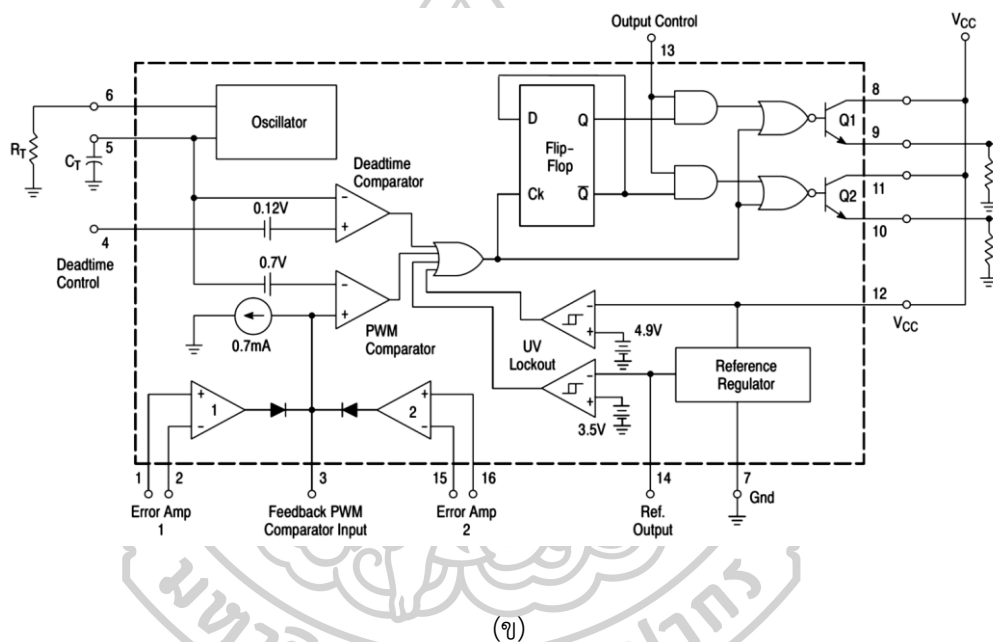 Output Control
13
VCC
6
Oscillator
RT
5
CT
D
Q
Flip-
Flop
Ck
Q̅
8
Q1
9
11
Q2
10
Deadtime
Comparator
0.12V
-
+
4
Deadtime
Control
0.7V
-
+
PWM
Comparator
0.7mA
UV
Lockout
-
+
4.9V
-
+
3.5V
12
VCC
Reference
Regulator
+
1
-
+
2
-
1
2
3
15
16
14
7
Gnd
Error Amp
1
Feedback PWM
Comparator Input
Error Amp
2
Ref.
Output
(ข)